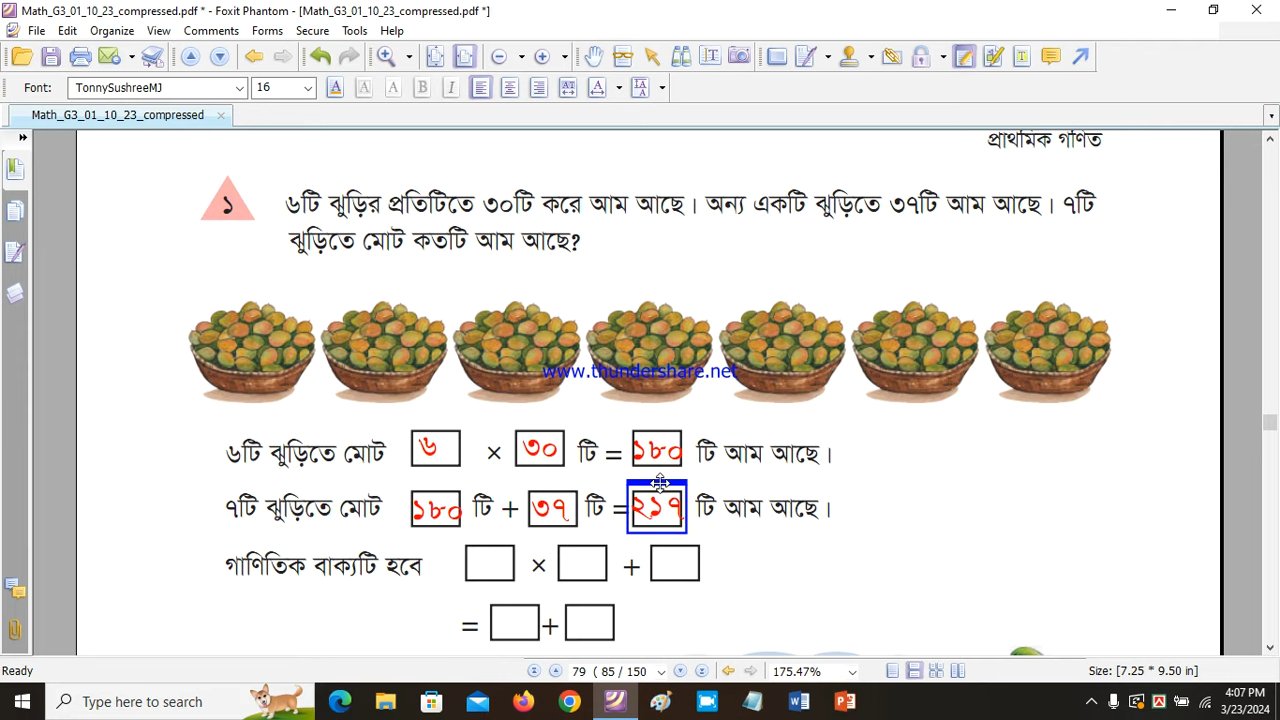 Math_G3_01_10_23_compressed.pdf * - Foxit Phantom - [Math_G3_01_10_23_compressed.pdf *]
File Edit Organize View Comments Forms Secure Tools Help
Font: TonnySushreeMJ 16
Math_G3_01_10_23_compressed
প্রাথমিক গণিত
১ ৬টি ঝুড়ির প্রতিটিতে ৩০টি করে আম আছে। অন্য একটি ঝুড়িতে ৩৭টি আম আছে। ৭টি
ঝুড়িতে মোট কতটি আম আছে?
www.thundershare.net
৬টি ঝুড়িতে মোট ৬ × ৩০ টি = ১৮০ টি আম আছে।
৭টি ঝুড়িতে মোট ১৮০ টি + ৩৭ টি = ২১৭ টি আম আছে।
গাণিতিক বাক্যটি হবে × +
= +
Ready 79 ( 85 / 150 ) 175.47% Size: [7.25 * 9.50 in]
Type here to search
4:07 PM
3/23/2024